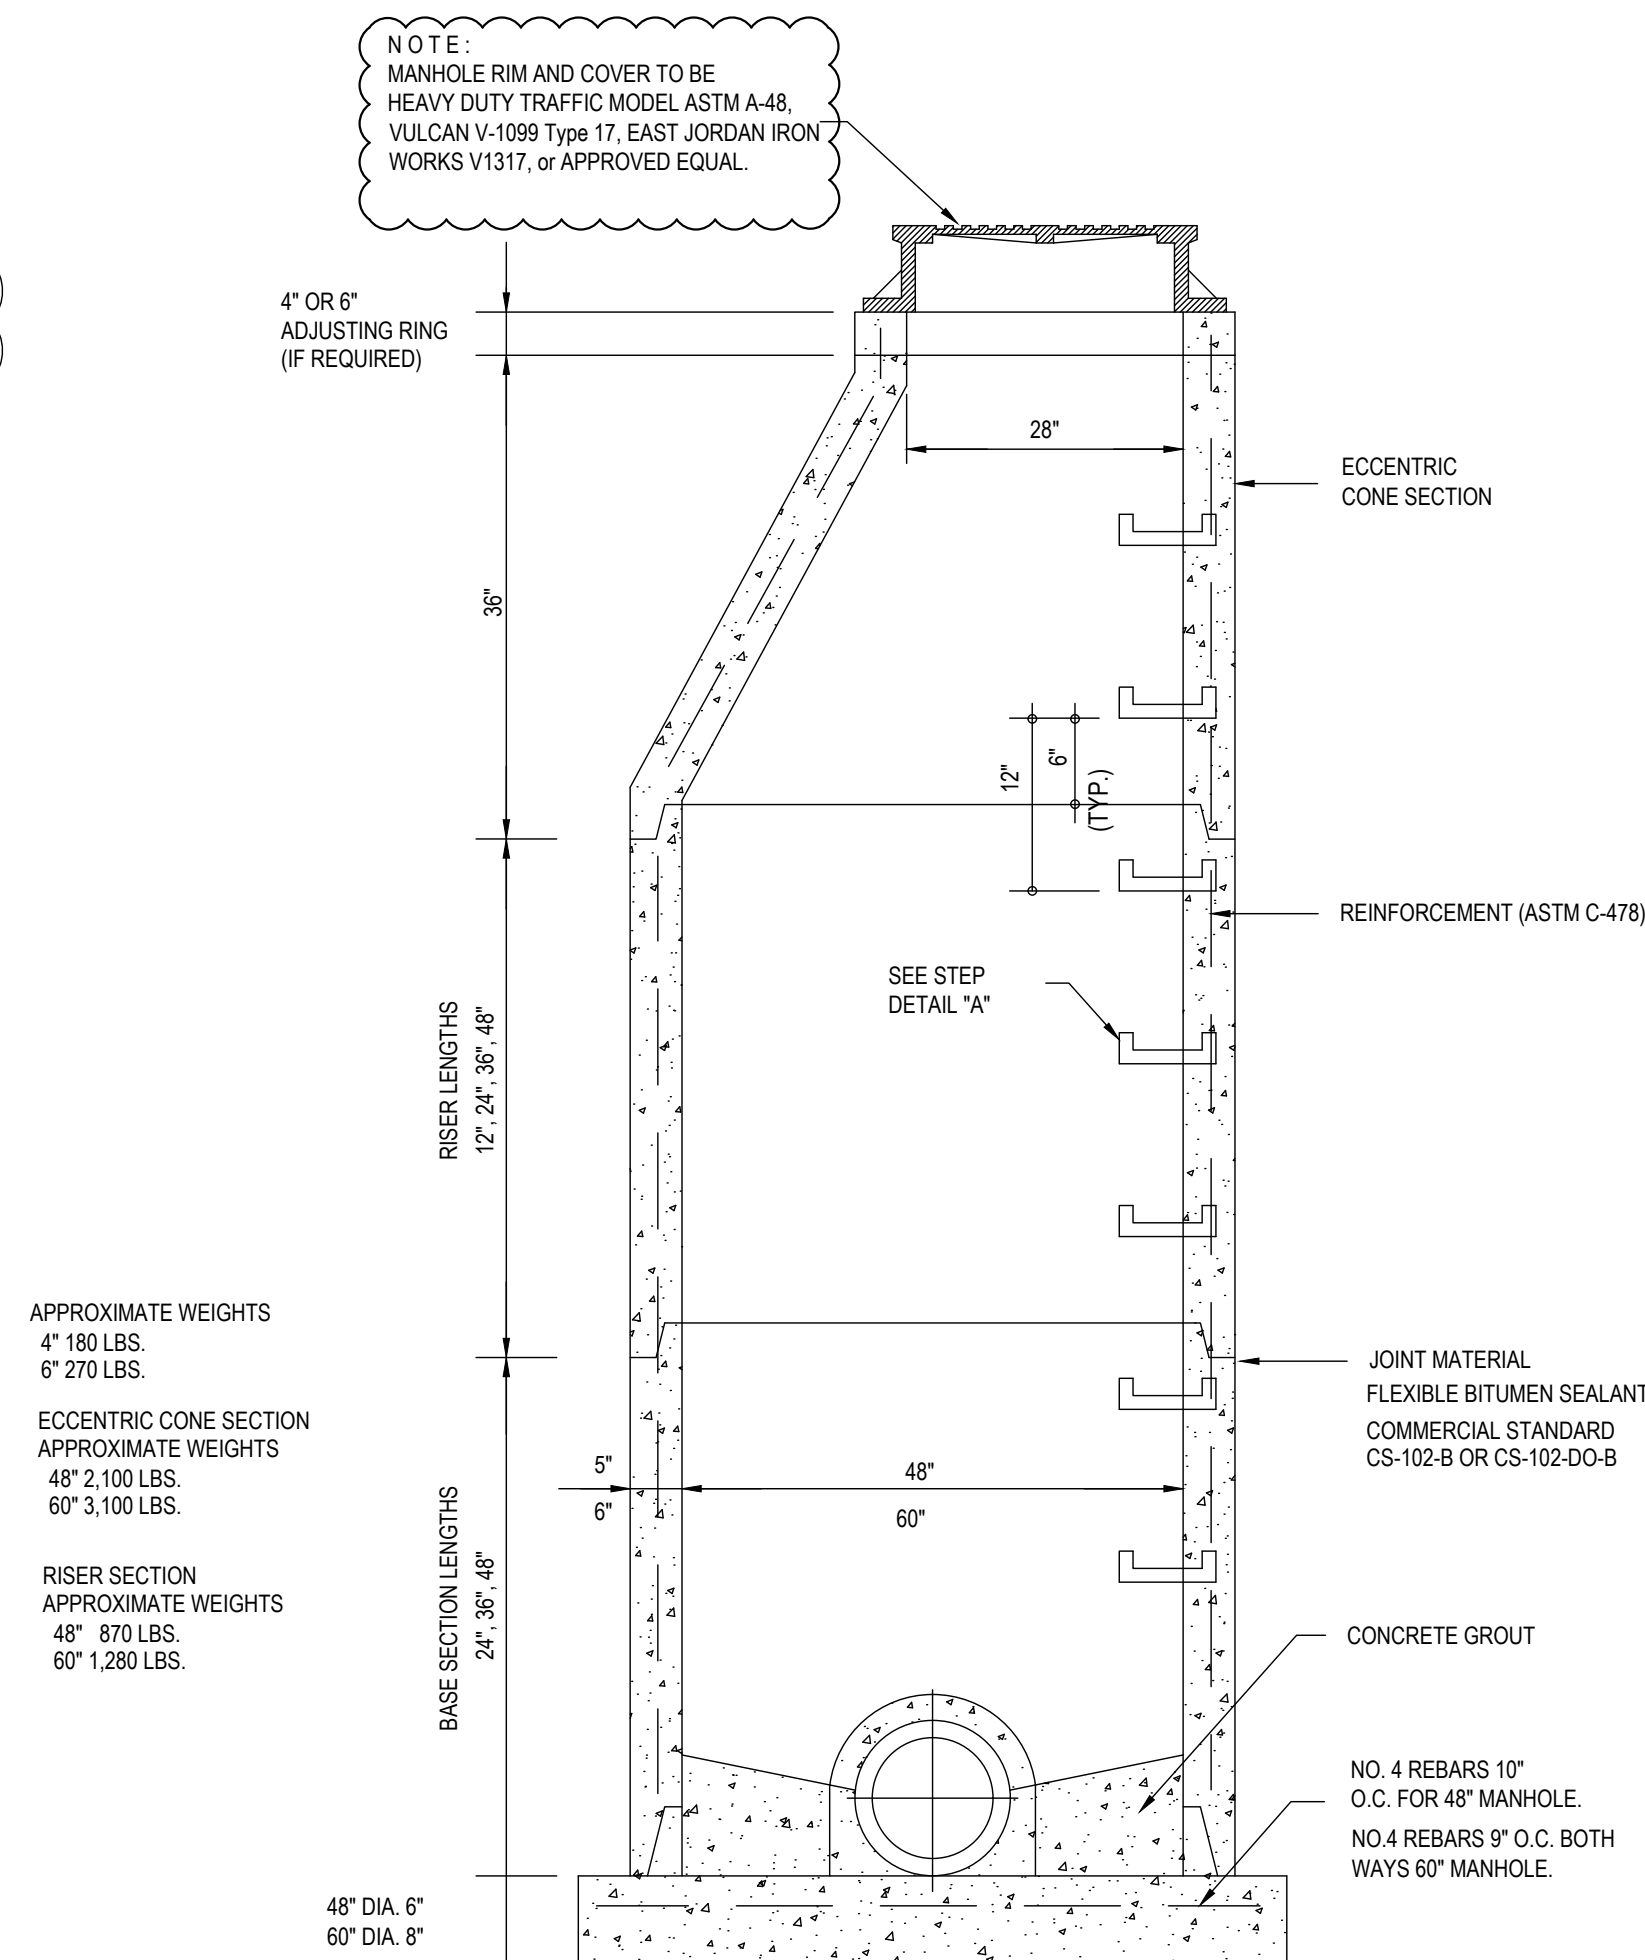 NOTE:
MANHOLE RIM AND COVER TO BE
HEAVY DUTY TRAFFIC MODEL ASTM A-48,
VULCAN V-1099 Type 17, EAST JORDAN IRON
WORKS V1317, or APPROVED EQUAL.
4" OR 6"
ADJUSTING RING
(IF REQUIRED)
28"
ECCENTRIC
CONE SECTION
36"
12"
6"
(TYP.)
REINFORCEMENT (ASTM C-478)
SEE STEP
DETAIL "A"
RISER LENGTHS
12", 24", 36", 48"
APPROXIMATE WEIGHTS
4" 180 LBS.
6" 270 LBS.
ECCENTRIC CONE SECTION
APPROXIMATE WEIGHTS
48" 2,100 LBS.
60" 3,100 LBS.
RISER SECTION
APPROXIMATE WEIGHTS
48" 870 LBS.
60" 1,280 LBS.
JOINT MATERIAL
FLEXIBLE BITUMEN SEALANT
COMMERCIAL STANDARD
CS-102-B OR CS-102-DO-B
5"
6"
48"
60"
BASE SECTION LENGTHS
24", 36", 48"
CONCRETE GROUT
NO. 4 REBARS 10"
O.C. FOR 48" MANHOLE.
NO.4 REBARS 9" O.C. BOTH
WAYS 60" MANHOLE.
48" DIA. 6"
60" DIA. 8"